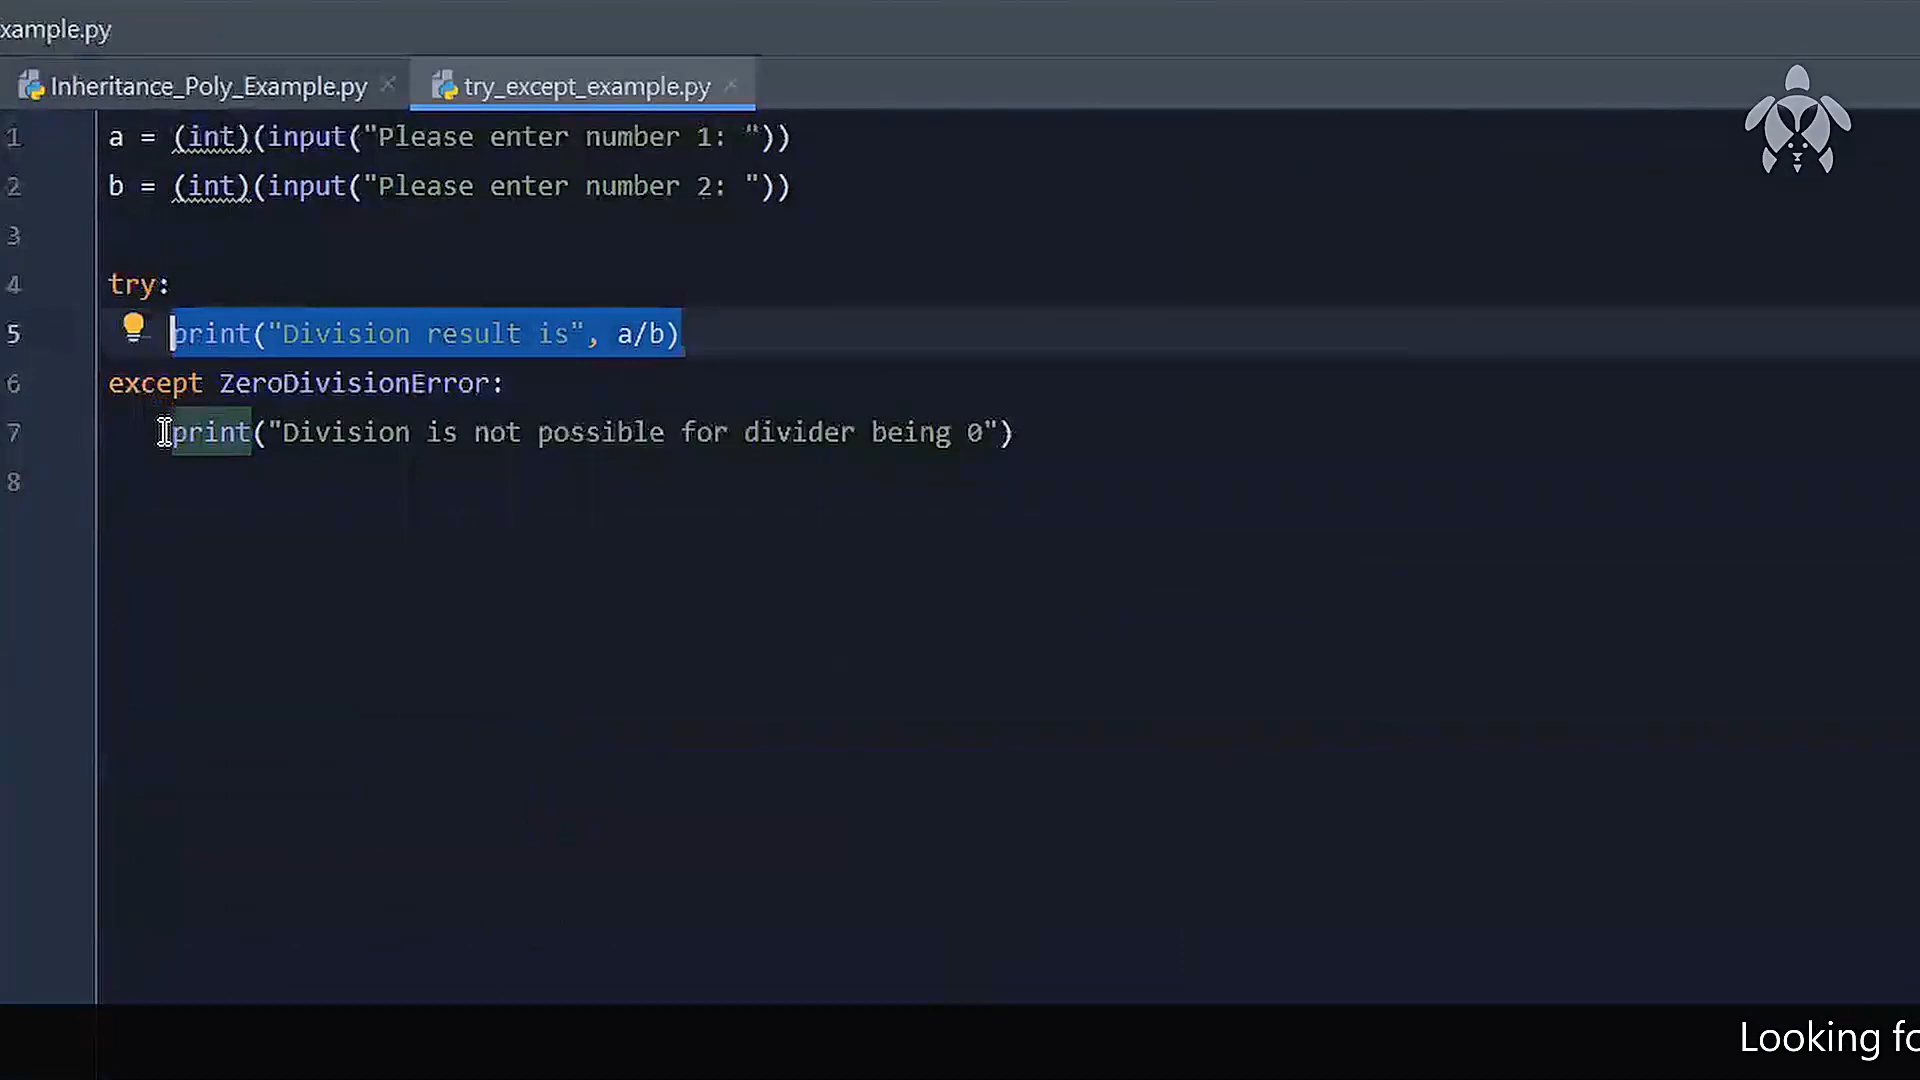 xample.py
Inheritance_Poly_Example.py
try_except_example.py
1 a = (int)(input("Please enter number 1: "))
2 b = (int)(input("Please enter number 2: "))
3
4 try:
5 print("Division result is", a/b)
6 except ZeroDivisionError:
7 print("Division is not possible for divider being 0")
8
Looking fo